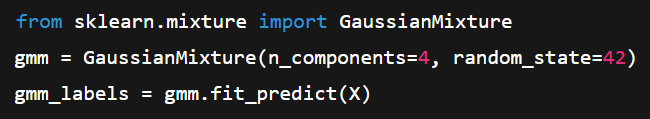 from sklearn.mixture import GaussianMixture
gmm = GaussianMixture(n_components=4, random_state=42)
gmm_labels = gmm.fit_predict(X)